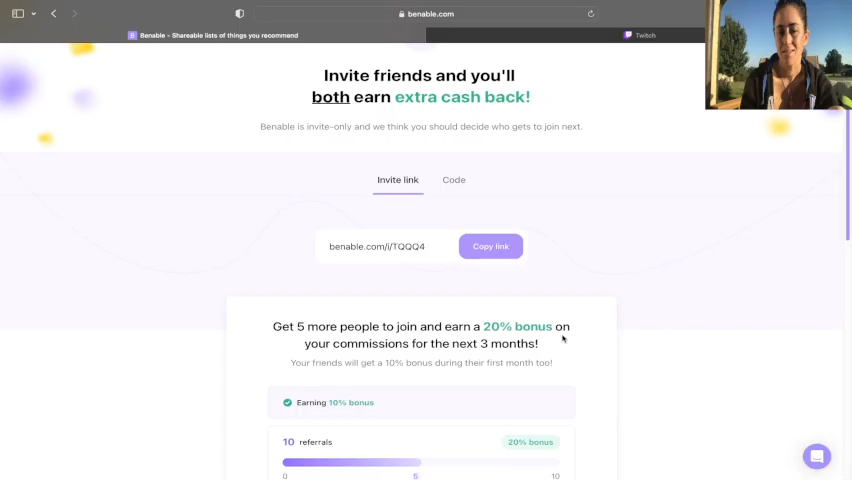 benable.com
B Benable - Shareable lists of things you recommend
Twitch
Invite friends and you'll
both earn extra cash back!
Benable is invite-only and we think you should decide who gets to join next.
Invite link
Code
benable.com/i/TQQQ4
Copy link
Get 5 more people to join and earn a 20% bonus on
your commissions for the next 3 months!
Your friends will get a 10% bonus during their first month too!
Earning 10% bonus
10 referrals
20% bonus
0 5 10